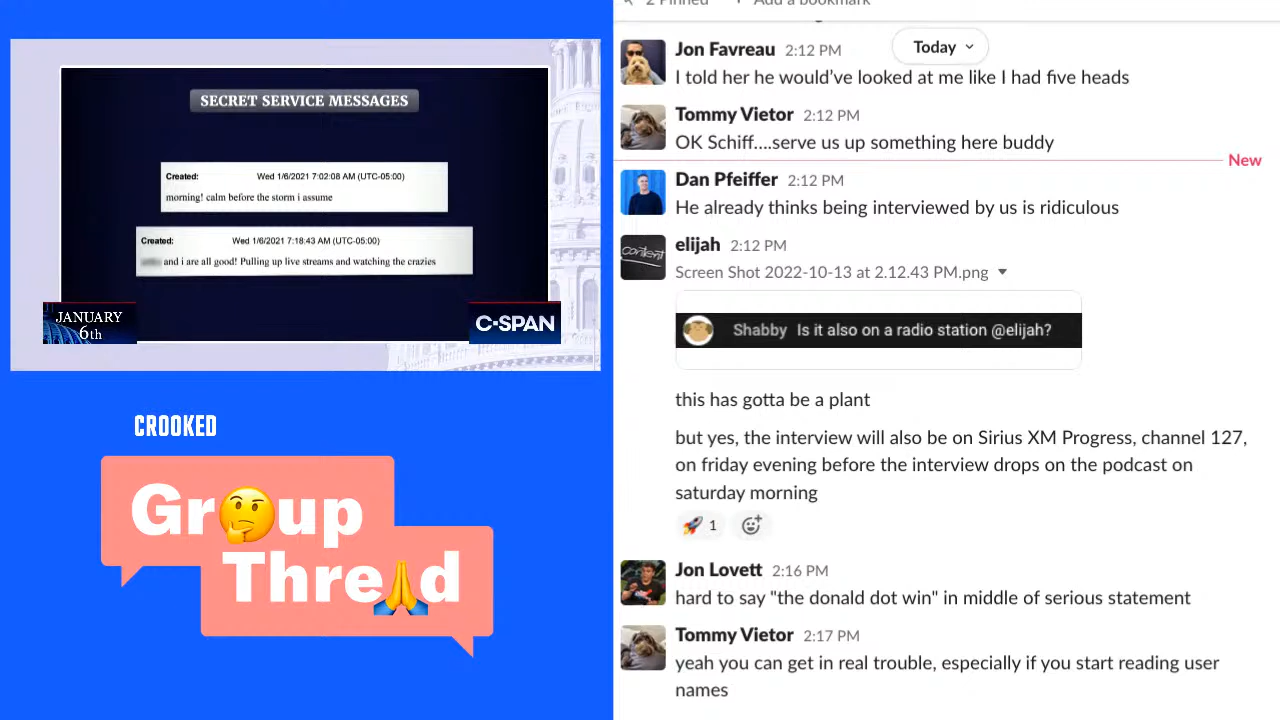 SECRET SERVICE MESSAGES
Created: Wed 1/6/2021 7:02:08 AM (UTC-05:00)
morning! calm before the storm i assume
Created: Wed 1/6/2021 7:18:43 AM (UTC-05:00)
and i are all good! Pulling up live streams and watching the crazies
JANUARY
6th
C-SPAN
CROOKED
Gr🤔up
Thre🙏d
2 Pinned + Add a bookmark
Today
Jon Favreau 2:12 PM
I told her he would've looked at me like I had five heads
Tommy Vietor 2:12 PM
OK Schiff....serve us up something here buddy
New
Dan Pfeiffer 2:12 PM
He already thinks being interviewed by us is ridiculous
elijah 2:12 PM
content
Screen Shot 2022-10-13 at 2.12.43 PM.png
Shabby Is it also on a radio station @elijah?
this has gotta be a plant
but yes, the interview will also be on Sirius XM Progress, channel 127,
on friday evening before the interview drops on the podcast on
saturday morning
🚀 1
Jon Lovett 2:16 PM
hard to say "the donald dot win" in middle of serious statement
Tommy Vietor 2:17 PM
yeah you can get in real trouble, especially if you start reading user
names